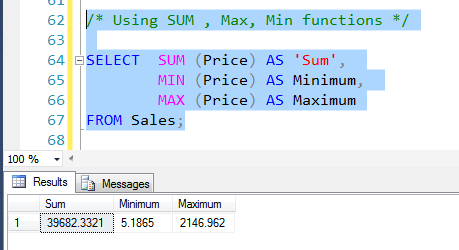 61
62 /* Using SUM , Max, Min functions */
63
64 SELECT  SUM (Price) AS 'Sum',
65 MIN (Price) AS Minimum,
66 MAX (Price) AS Maximum
67 FROM Sales;
68
100 %
Results Messages
Sum Minimum Maximum
1 39682.3321 5.1865 2146.962